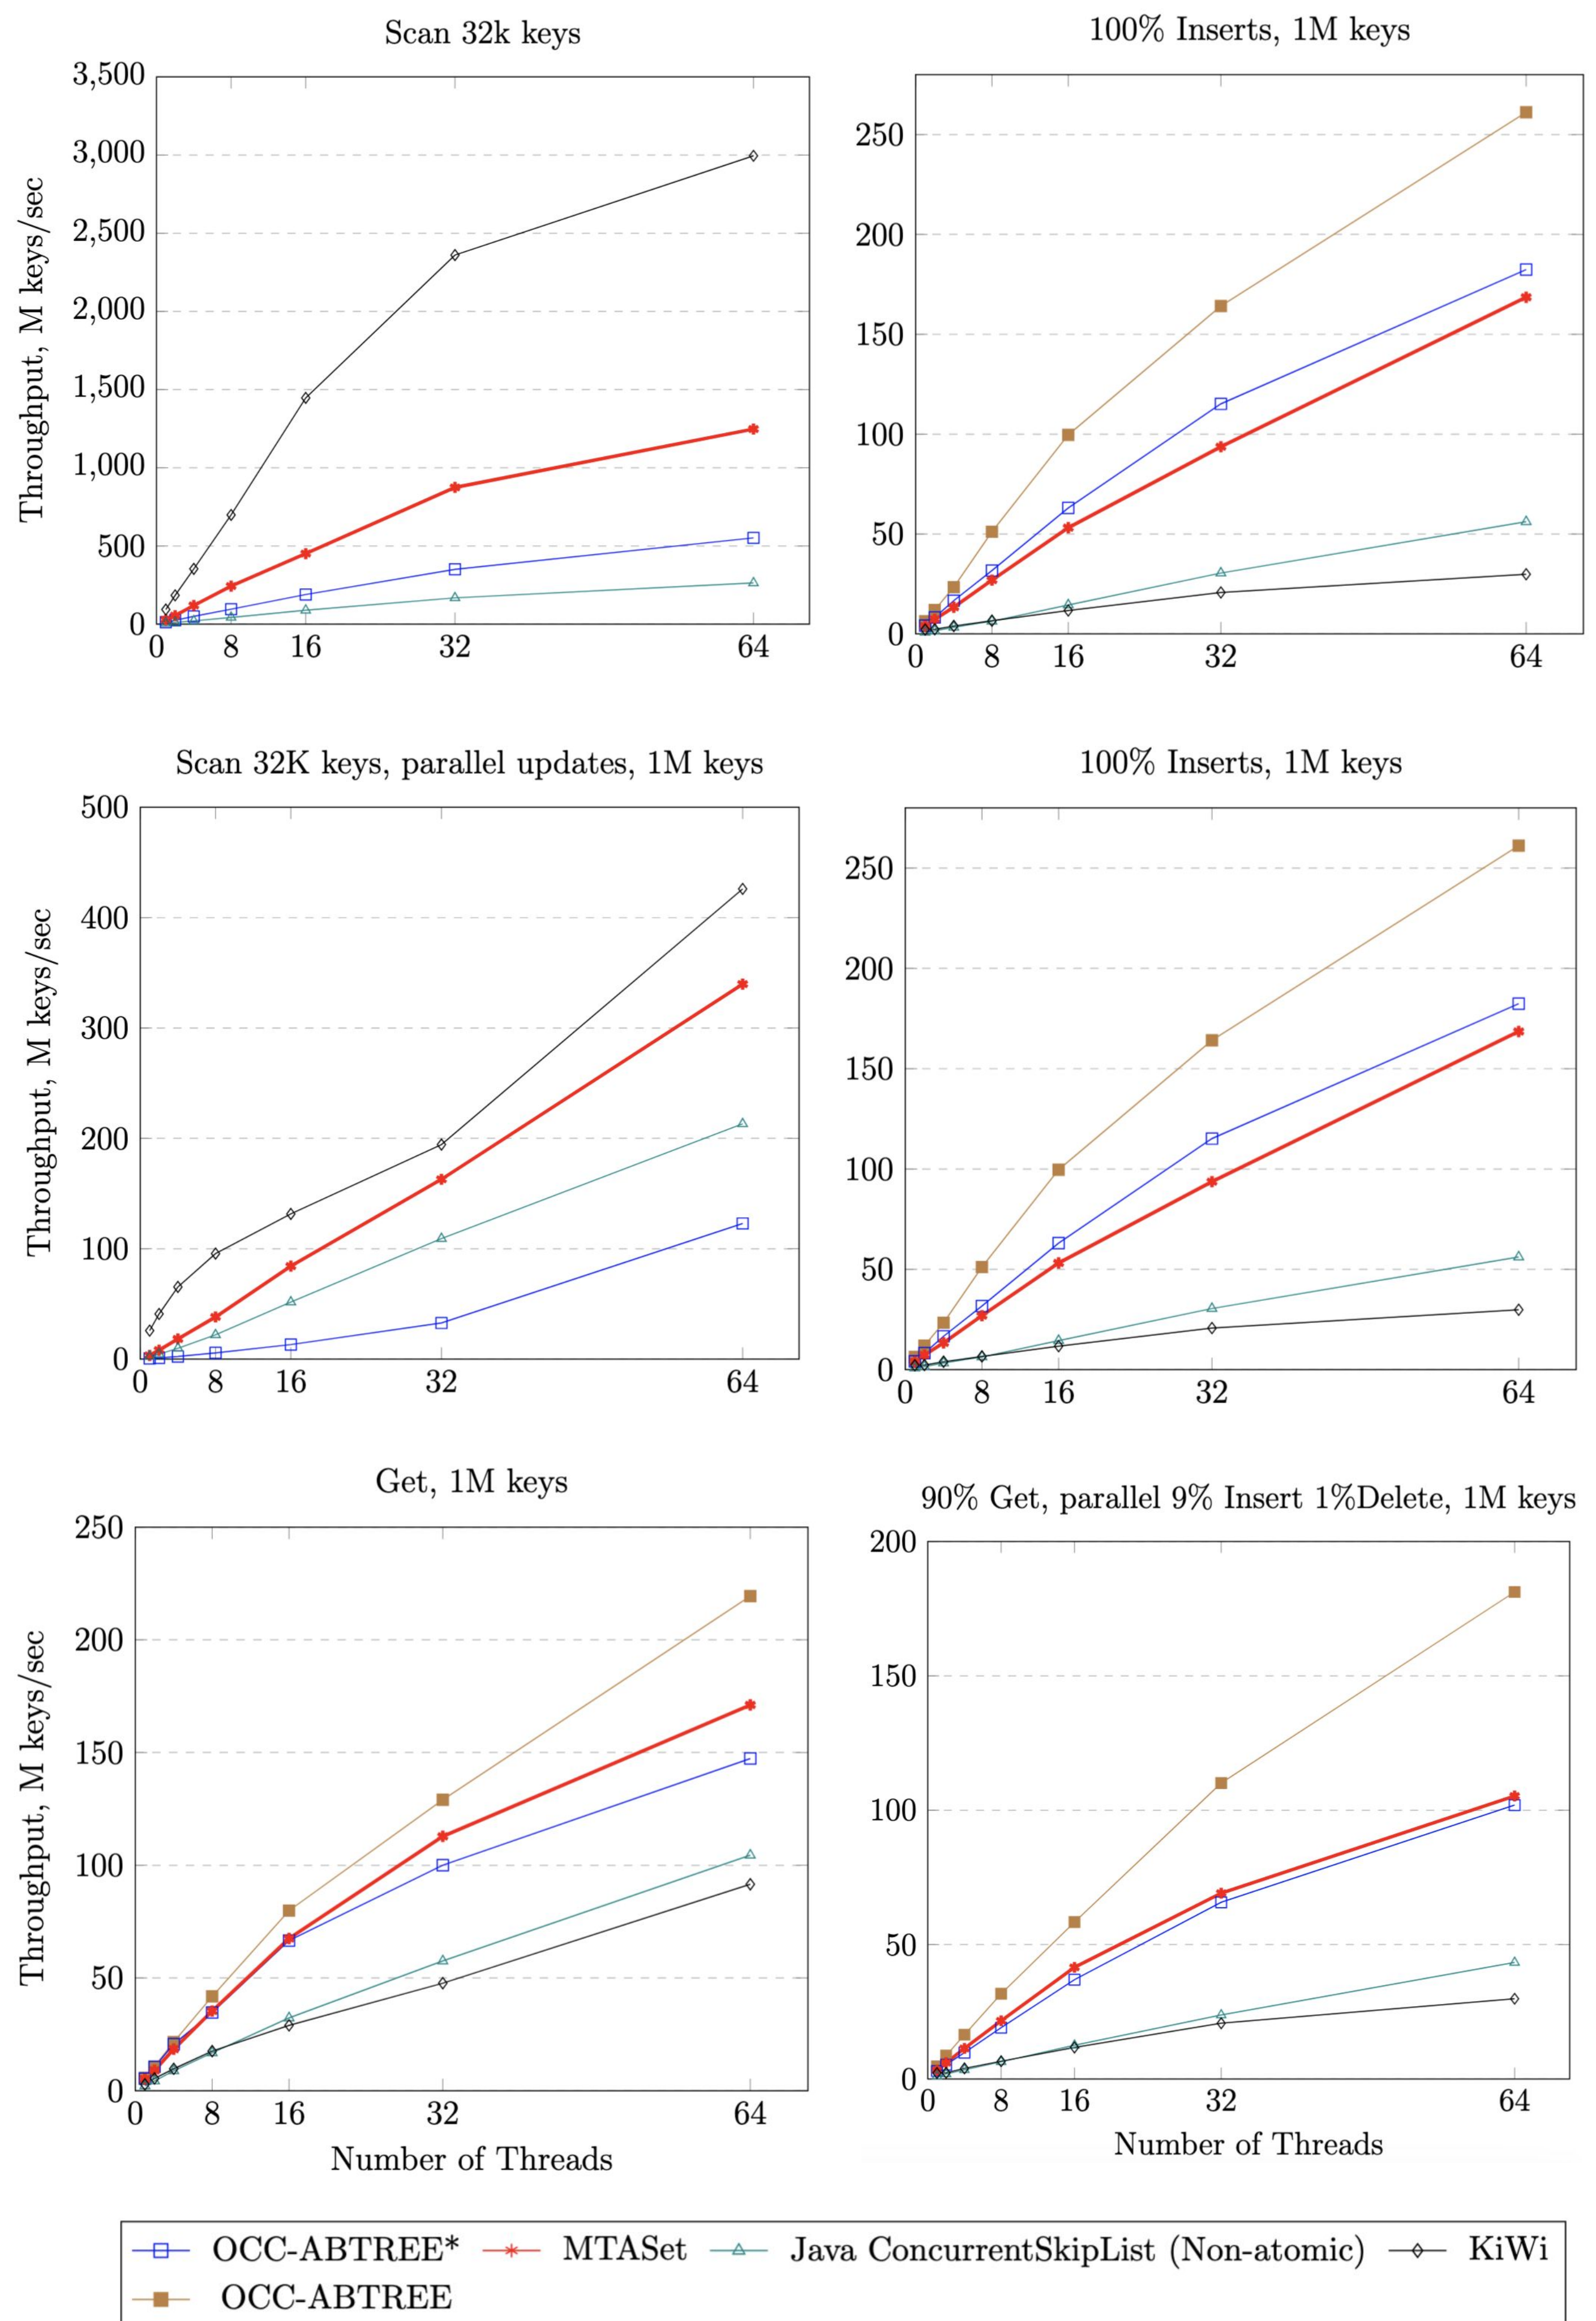 Scan 32k keys
3,500
3,000
2,500
2,000
1,500
1,000
500
0
0 8 16 32 64
Throughput, M keys/sec
100% Inserts, 1M keys
250
200
150
100
50
0
0 8 16 32 64
Scan 32K keys, parallel updates, 1M keys
500
400
300
200
100
0
0 8 16 32 64
Throughput, M keys/sec
100% Inserts, 1M keys
250
200
150
100
50
0
0 8 16 32 64
Get, 1M keys
250
200
150
100
50
0
0 8 16 32 64
Throughput, M keys/sec
Number of Threads
90% Get, parallel 9% Insert 1%Delete, 1M keys
200
150
100
50
0
0 8 16 32 64
Number of Threads
OCC-ABTREE* MTASet Java ConcurrentSkipList (Non-atomic) KiWi
OCC-ABTREE